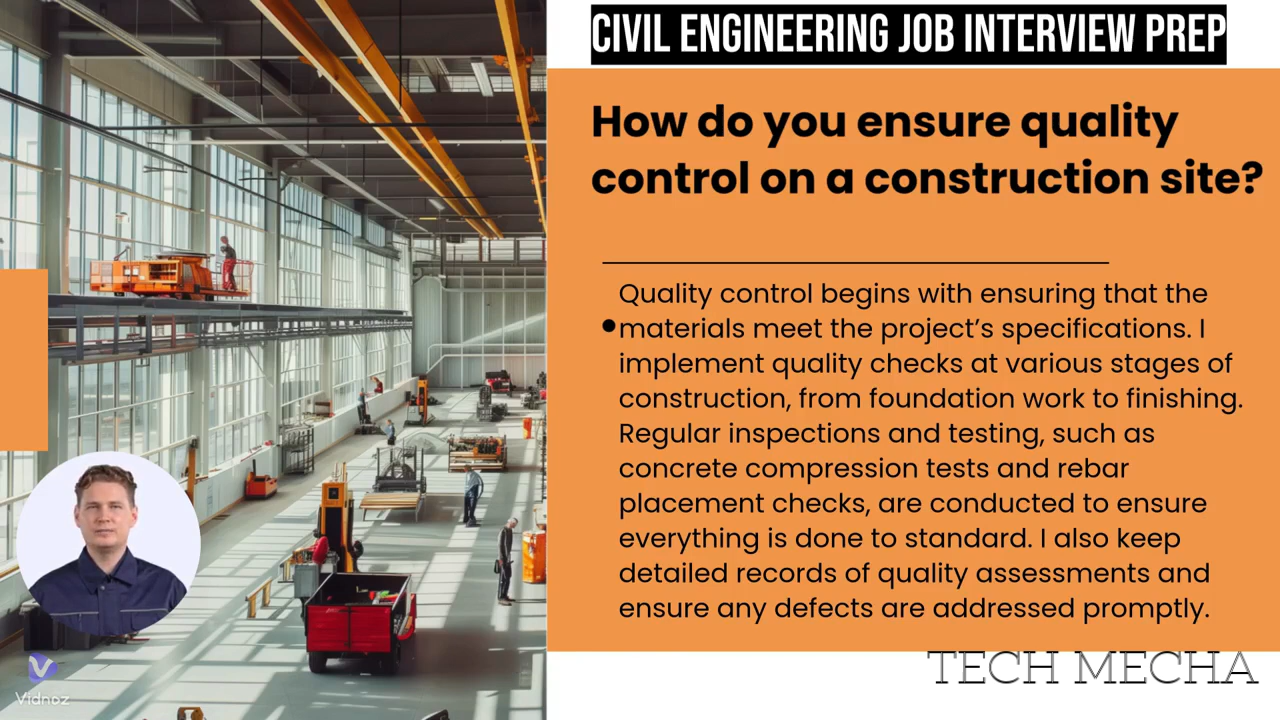 CIVIL ENGINEERING JOB INTERVIEW PREP
How do you ensure quality
control on a construction site?
Quality control begins with ensuring that the
•materials meet the project’s specifications. I
implement quality checks at various stages of
construction, from foundation work to finishing.
Regular inspections and testing, such as
concrete compression tests and rebar
placement checks, are conducted to ensure
everything is done to standard. I also keep
detailed records of quality assessments and
ensure any defects are addressed promptly.
TECH MECHA
Vidnoz